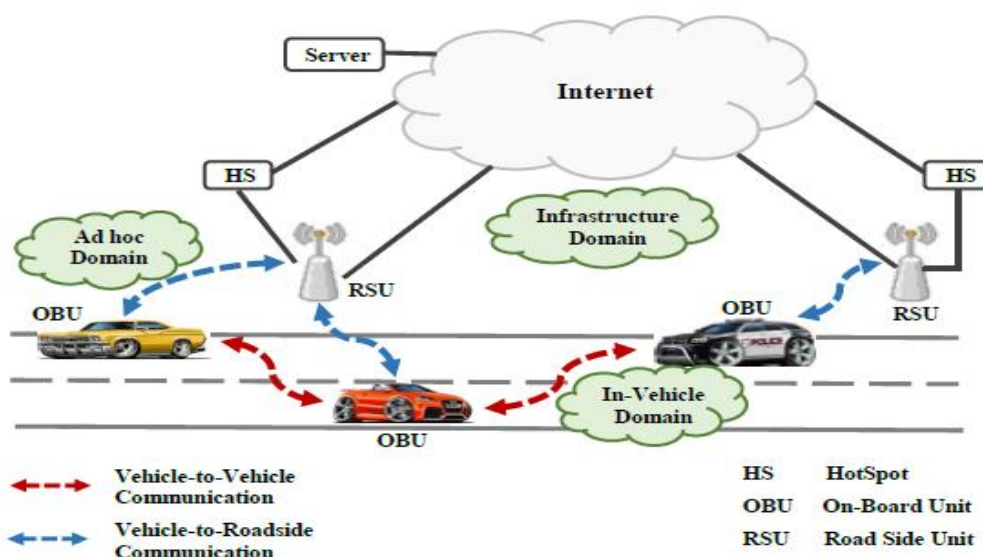 Server
Internet
HS
HS
Ad hoc
Domain
Infrastructure
Domain
RSU
OBU
OBU
RSU
POLICE
In-Vehicle
Domain
OBU
Vehicle-to-Vehicle
Communication
Vehicle-to-Roadside
Communication
HS HotSpot
OBU On-Board Unit
RSU Road Side Unit